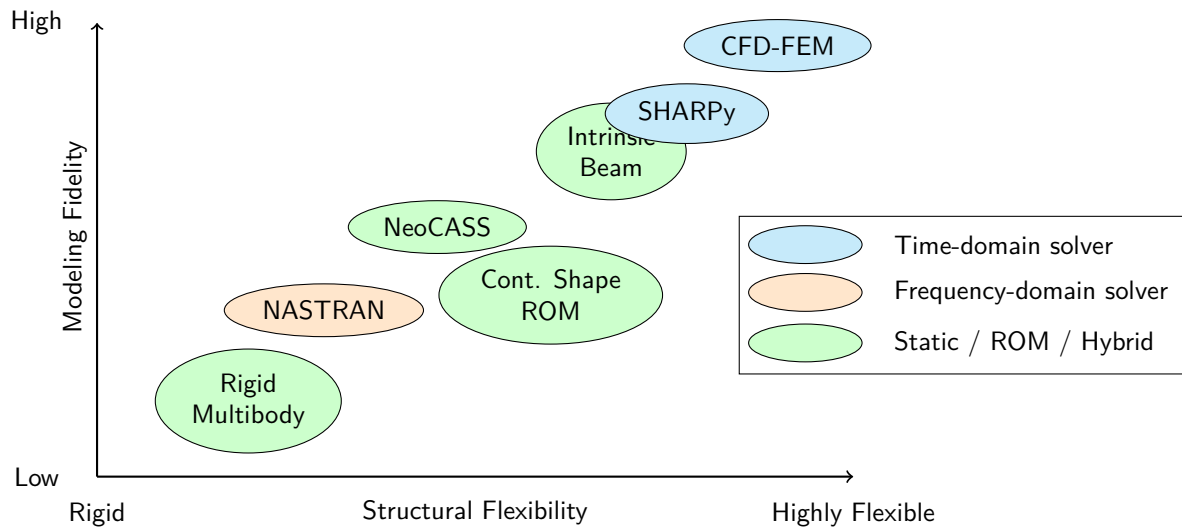 High
CFD-FEM
SHARPy
Intrinsic
Beam
Modeling Fidelity
NeoCASS
Cont. Shape
ROM
NASTRAN
Rigid
Multibody
Time-domain solver
Frequency-domain solver
Static / ROM / Hybrid
Low
Rigid
Structural Flexibility
Highly Flexible